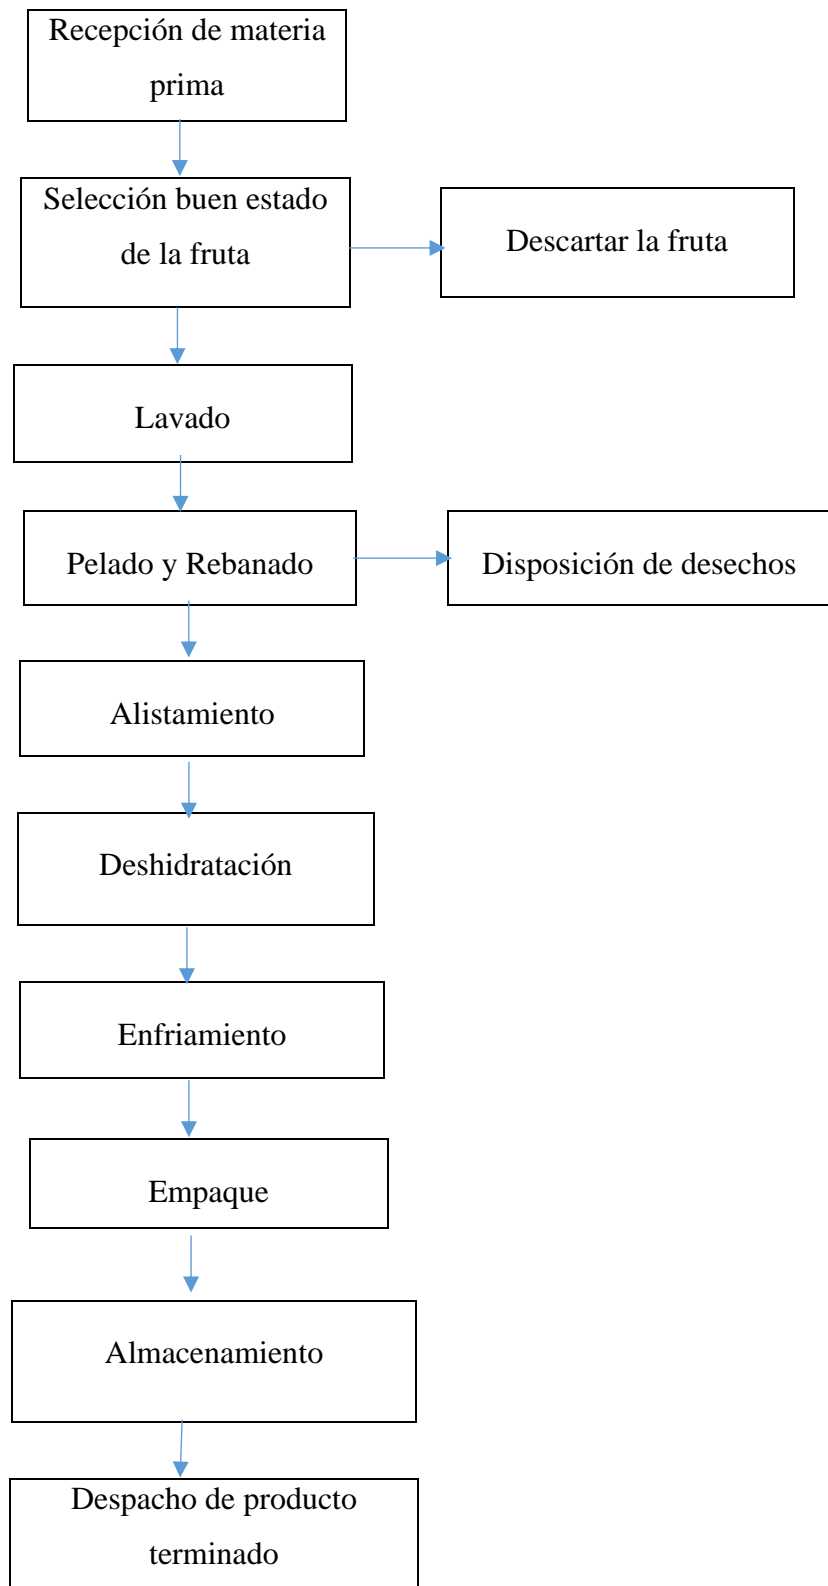 Recepción de materia
prima
Selección buen estado
de la fruta
Descartar la fruta
Lavado
Pelado y Rebanado
Disposición de desechos
Alistamiento
Deshidratación
Enfriamiento
Empaque
Almacenamiento
Despacho de producto
terminado